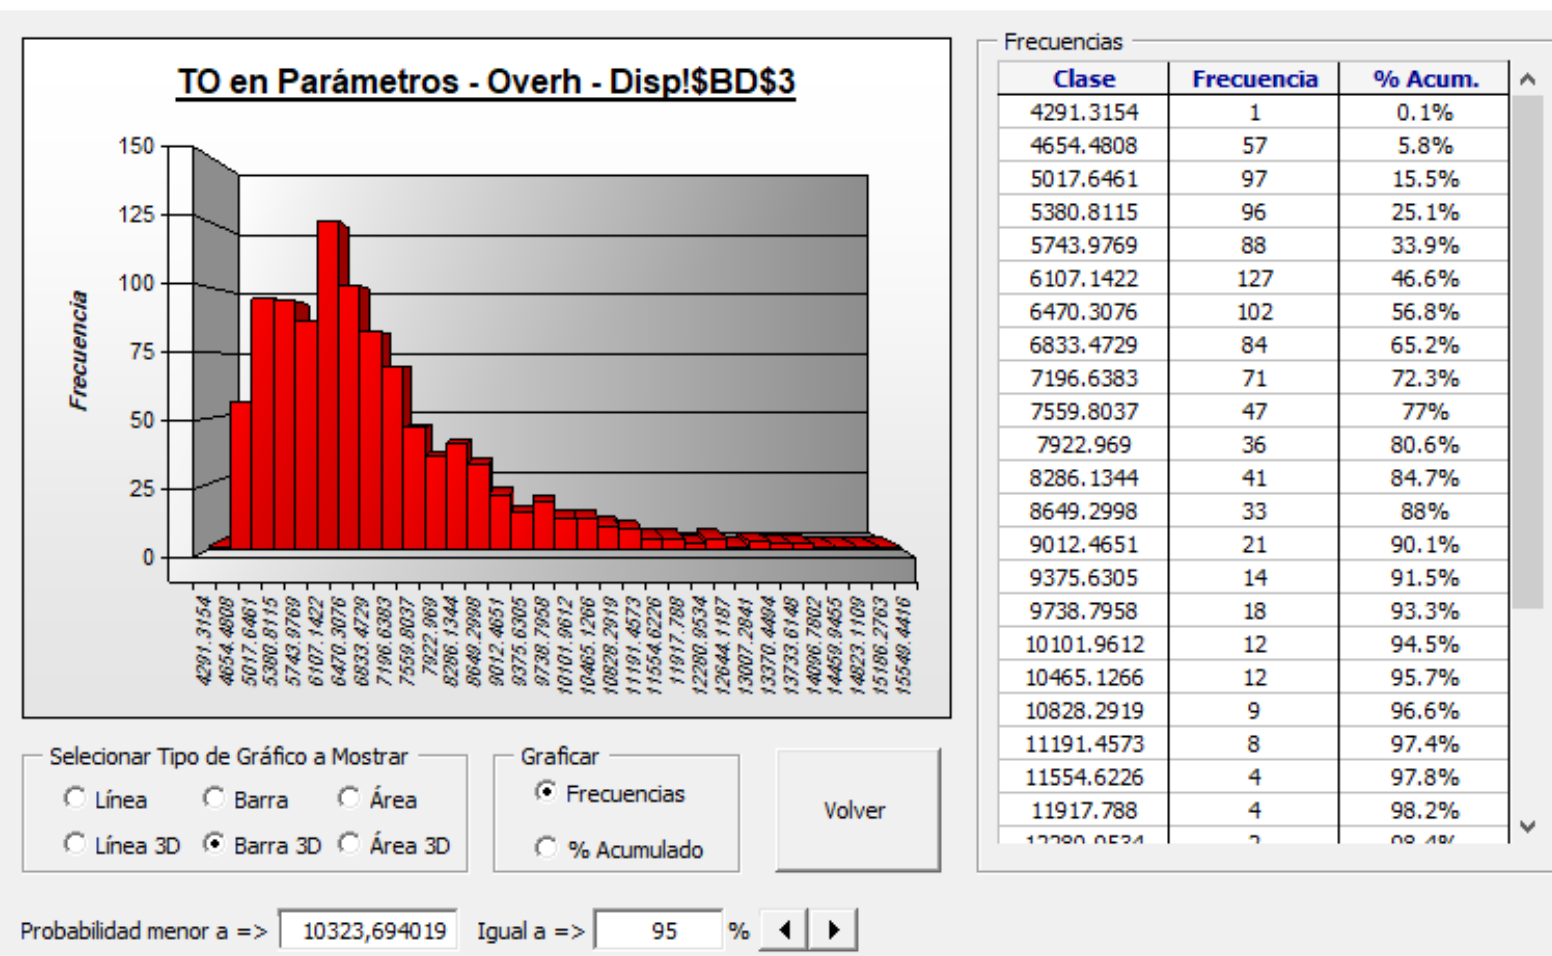 TO en Parámetros - Overh - Disp!$BD$3
150
125
100
75
50
25
0
Frecuencia
4291.3154
4654.4808
5017.6461
5380.8115
5743.9769
6107.1422
6470.3076
6833.4729
7196.6383
7559.8037
7922.969
8286.1344
8649.2998
9012.4651
9375.6305
9738.7958
10101.9612
10465.1266
10828.2919
11191.4573
11554.6226
11917.788
12280.9534
12644.1187
13007.2841
13370.4494
13733.6148
14096.7802
14459.9455
14823.1109
15186.2763
15549.4416
Frecuencias
Clase Frecuencia % Acum.
4291.3154 1 0.1%
4654.4808 57 5.8%
5017.6461 97 15.5%
5380.8115 96 25.1%
5743.9769 88 33.9%
6107.1422 127 46.6%
6470.3076 102 56.8%
6833.4729 84 65.2%
7196.6383 71 72.3%
7559.8037 47 77%
7922.969 36 80.6%
8286.1344 41 84.7%
8649.2998 33 88%
9012.4651 21 90.1%
9375.6305 14 91.5%
9738.7958 18 93.3%
10101.9612 12 94.5%
10465.1266 12 95.7%
10828.2919 9 96.6%
11191.4573 8 97.4%
11554.6226 4 97.8%
11917.788 4 98.2%
12280.9534 2 98.4%
Selecionar Tipo de Gráfico a Mostrar
Línea Barra Área
Línea 3D Barra 3D Área 3D
Graficar
Frecuencias
% Acumulado
Volver
Probabilidad menor a => 10323,694019 Igual a => 95 %